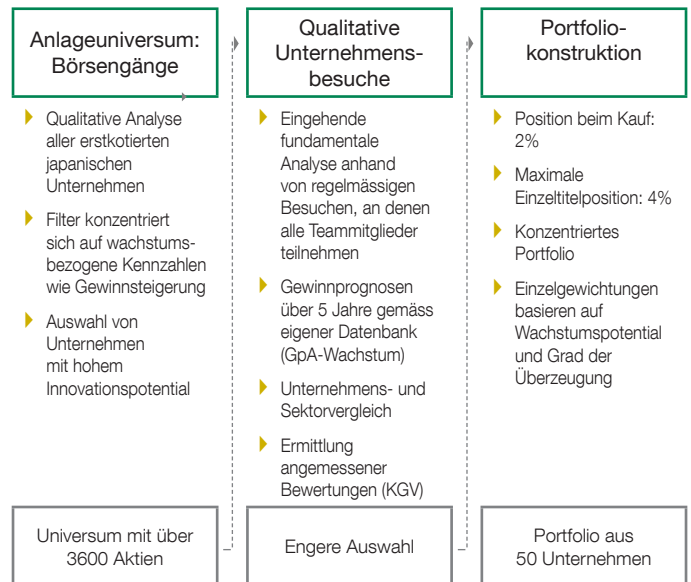 Anlageuniversum:
Börsengänge
Qualitative Analyse
aller erstkotierten
japanischen
Unternehmen
Filter konzentriert
sich auf wachstums-
bezogene Kennzahlen
wie Gewinnsteigerung
Auswahl von
Unternehmen
mit hohem
Innovationspotential
Universum mit über
3600 Aktien
Qualitative
Unternehmens-
besuche
Eingehende
fundamentale
Analyse anhand
von regelmässigen
Besuchen, an denen
alle Teammitglieder
teilnehmen
Gewinnprognosen
über 5 Jahre gemäss
eigener Datenbank
(GpA-Wachstum)
Unternehmens- und
Sektorvergleich
Ermittlung
angemessener
Bewertungen (KGV)
Engere Auswahl
Portfolio-
konstruktion
Position beim Kauf:
2%
Maximale
Einzeltitelposition: 4%
Konzentriertes
Portfolio
Einzelgewichtungen
basieren auf
Wachstumspotential
und Grad der
Überzeugung
Portfolio aus
50 Unternehmen